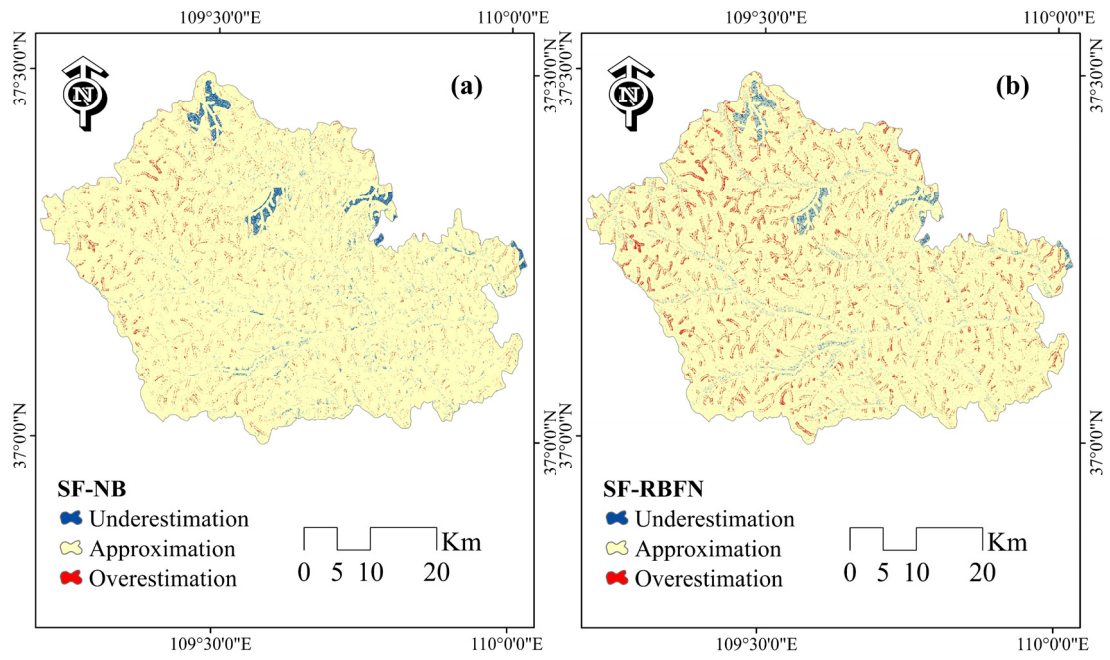 109°30'0"E 110°0'0"E
109°30'0"E 110°0'0"E
37°30'0"N
37°30'0"N
37°30'0"N
37°30'0"N
N
(a)
N
(b)
37°0'0"N
37°0'0"N
37°0'0"N
37°0'0"N
SF-NB
Underestimation
Approximation
Overestimation
Km
0 5 10 20
SF-RBFN
Underestimation
Approximation
Overestimation
Km
0 5 10 20
109°30'0"E 110°0'0"E
109°30'0"E 110°0'0"E